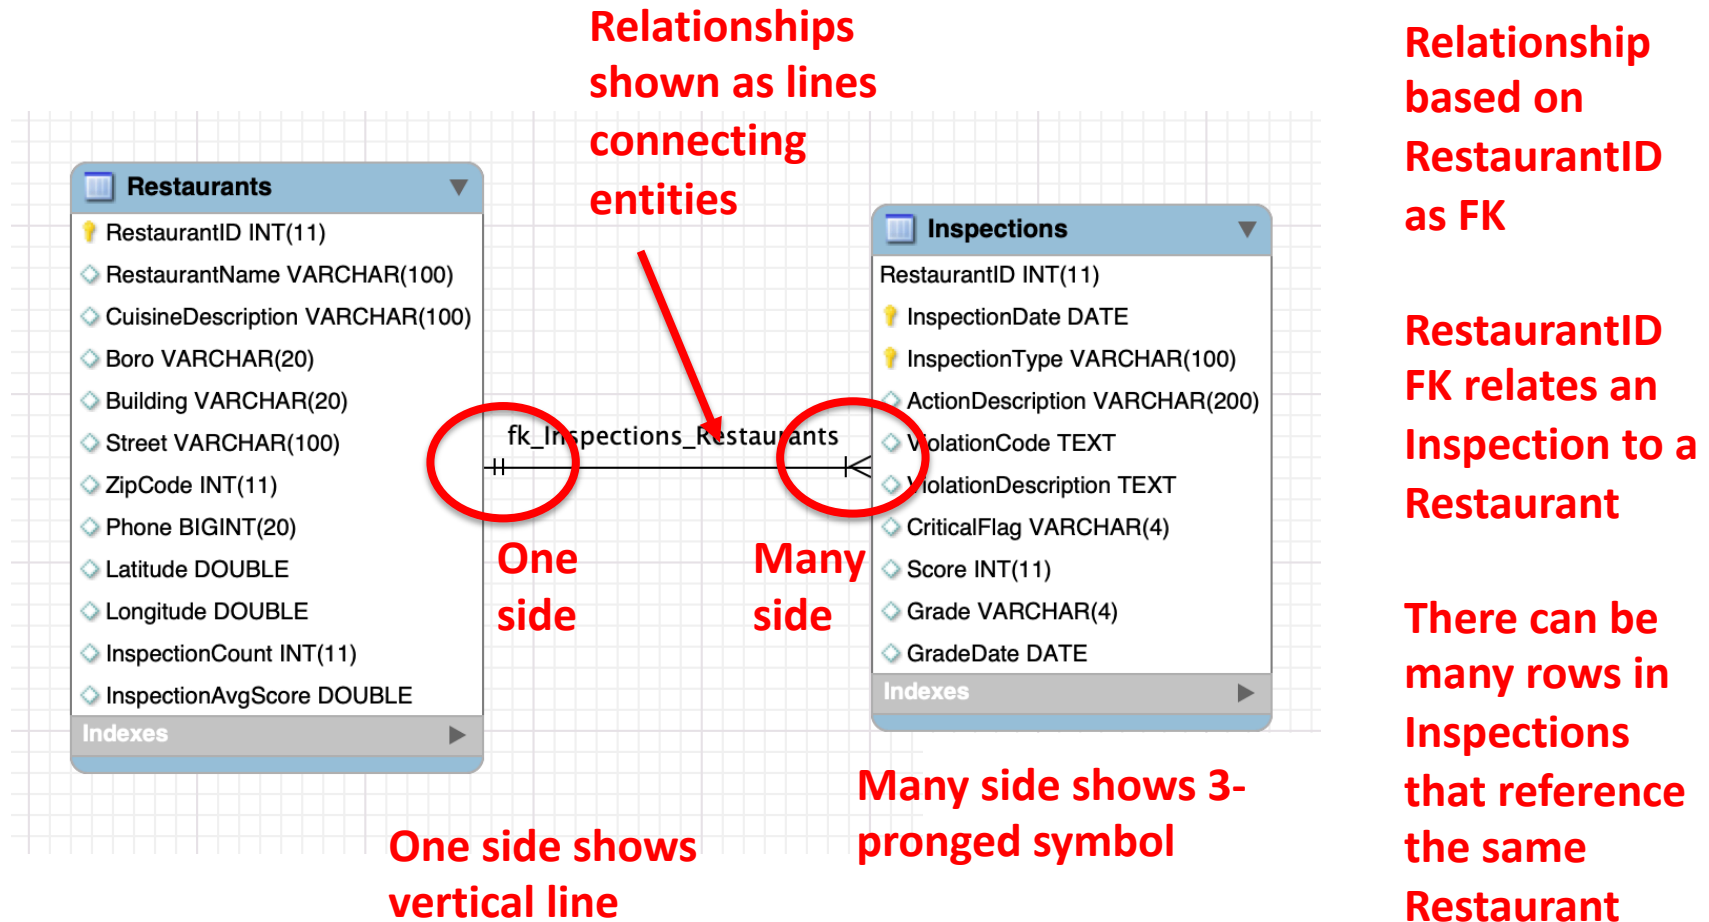 Relationships
shown as lines
connecting
entities
Relationship
based on
RestaurantID
as FK
RestaurantID
FK relates an
Inspection to a
Restaurant
There can be
many rows in
Inspections
that reference
the same
Restaurant
Restaurants
RestaurantID INT(11)
RestaurantName VARCHAR(100)
CuisineDescription VARCHAR(100)
Boro VARCHAR(20)
Building VARCHAR(20)
Street VARCHAR(100)
ZipCode INT(11)
Phone BIGINT(20)
Latitude DOUBLE
Longitude DOUBLE
InspectionCount INT(11)
InspectionAvgScore DOUBLE
Indexes
fk_Inspections_Restaurants
One
side
Many
side
Inspections
RestaurantID INT(11)
InspectionDate DATE
InspectionType VARCHAR(100)
ActionDescription VARCHAR(200)
ViolationCode TEXT
ViolationDescription TEXT
CriticalFlag VARCHAR(4)
Score INT(11)
Grade VARCHAR(4)
GradeDate DATE
Indexes
Many side shows 3-
pronged symbol
One side shows
vertical line